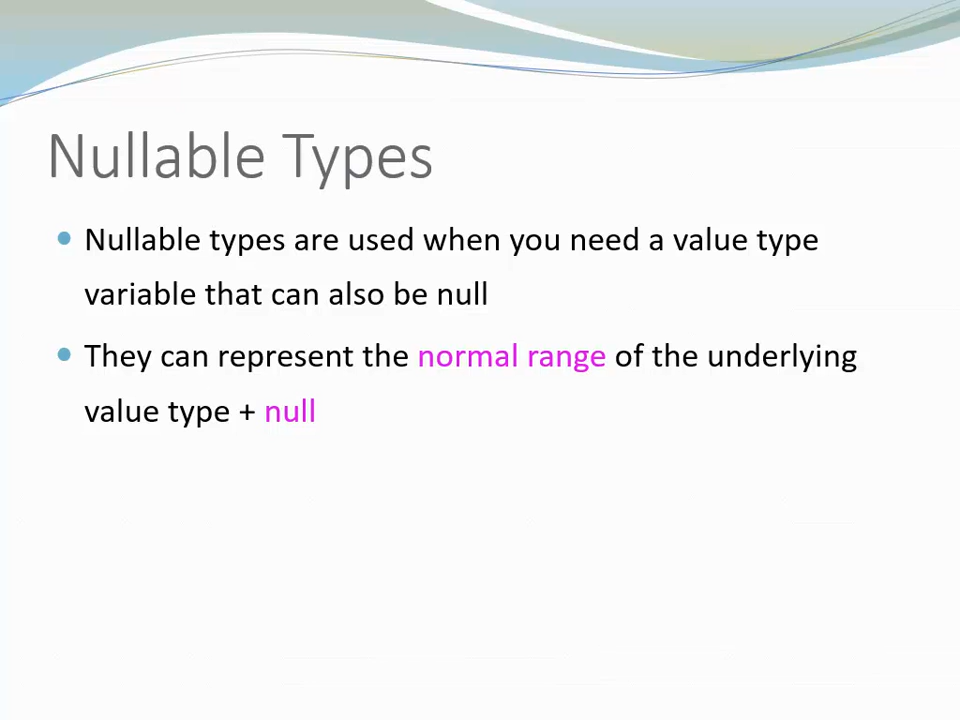 Nullable Types
Nullable types are used when you need a value type
variable that can also be null
They can represent the normal range of the underlying
value type + null